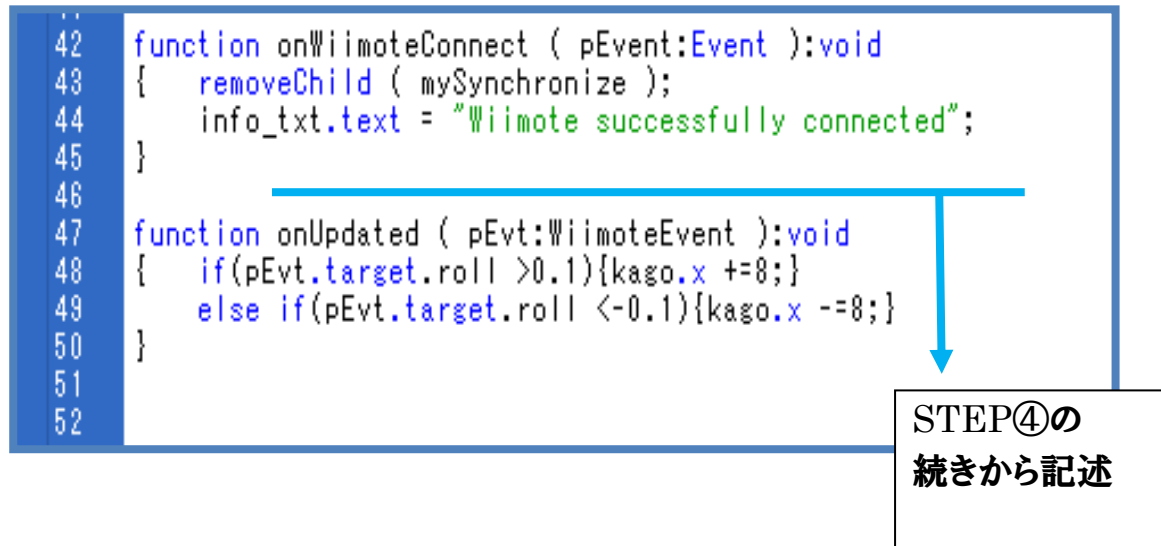 42 function onWiimoteConnect ( pEvent:Event ):void
43 { removeChild ( mySynchronize );
44 info_txt.text = "Wiimote successfully connected";
45 }
46
47 function onUpdated ( pEvt:WiimoteEvent ):void
48 { if(pEvt.target.roll >0.1){kago.x +=8;}
49 else if(pEvt.target.roll <-0.1){kago.x -=8;}
50 }
51
52
STEP④の
続きから記述